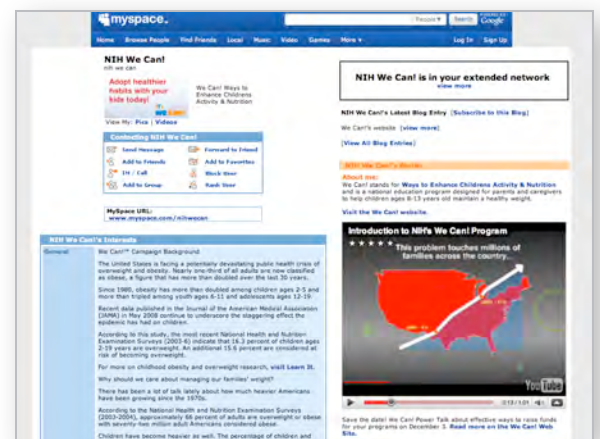 myspace.
People
Search
Google
Home Browse People Find Friends Local Music Video Games More
Log In Sign Up
NIH We Can!
nih we can
Adopt healthier
habits with your
kids today!
We Can! Ways to
Enhance Childrens
Activity & Nutrition
View My: Pics | Videos
Contacting NIH We Can!
Send Message Forward to Friend
Add to Friends Add to Favorites
IM / Call Block User
Add to Group Rank User
MySpace URL:
www.myspace.com/nihwecan
NIH We Can!'s Interests
General
We Can!™ Campaign Background
The United States is facing a potentially devastating public health crisis of
overweight and obesity. Nearly one-third of all adults are now classified
as obese, a figure that has more than doubled over the last 30 years.
Since 1980, obesity has more than doubled among children ages 2-5 and
more than tripled among youth ages 6-11 and adolescents ages 12-19.
Recent data published in the Journal of the American Medical Association
(JAMA) in May 2008 continue to underscore the staggering effect the
epidemic has had on children.
According to this study, the most recent National Health and Nutrition
Examination Surveys (2003-6) indicate that 16.3 percent of children ages
2-19 years are overweight. An additional 15.6 percent are considered at
risk of becoming overweight.
For more on childhood obesity and overweight research, visit Learn It.
Why should we care about managing our families' weight?
There has been a lot of talk lately about how much heavier Americans
have been growing since the 1970s.
According to the National Health and Nutrition Examination Surveys
(2003-2004), approximately 66 percent of adults are overweight or obese
with seventy-two million adult Americans considered obese.
Children have become heavier as well. The percentage of children and
NIH We Can! is in your extended network
view more
NIH We Can!'s Latest Blog Entry [Subscribe to this Blog]
We Can!'s website [view more]
[View All Blog Entries]
NIH We Can!'s Blurbs
About me:
We Can! stands for Ways to Enhance Childrens Activity & Nutrition
and is a national education program designed for parents and caregivers
to help children ages 8-13 years old maintain a healthy weight.
Visit the We Can! website.
Introduction to NIH's We Can! Program
This problem touches millions of
families across the country...
YouTube
0:13 / 1:01
Save the date! We Can! Power Talk about effective ways to raise funds
for your programs on December 3. Read more on the We Can! Web
Site.